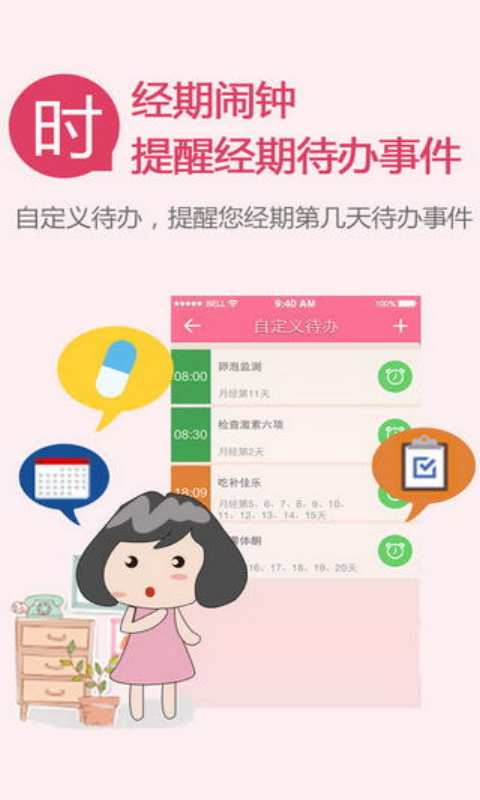 时
经期闹钟
提醒经期待办事件
自定义待办，提醒您经期第几天待办事件
BELL 9:40 AM 100%
自定义待办
08:00 卵泡监测
月经第11天
08:30 检查激素六项
月经第2天
18:09 吃补佳乐
月经第5、6、7、8、9、10、
11、12、13、14、15天
体酮
16、17、18、19、20天